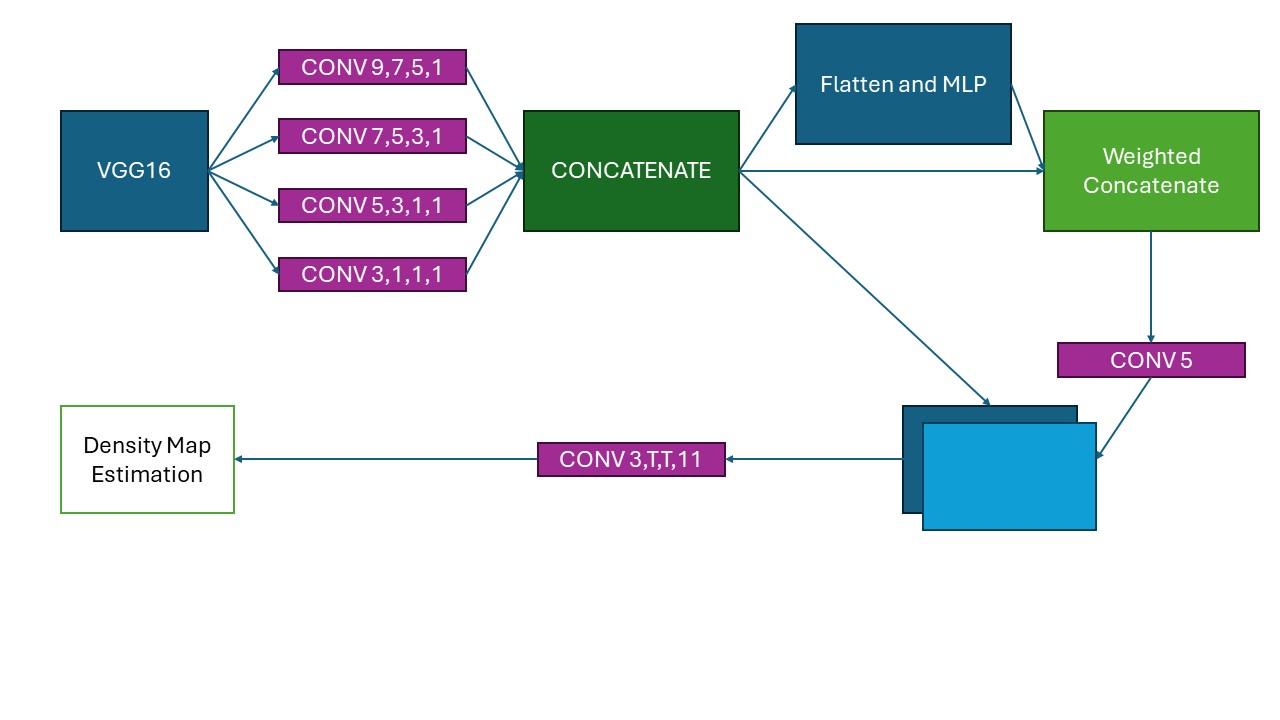 VGG16
CONV 9,7,5,1
CONV 7,5,3,1
CONV 5,3,1,1
CONV 3,1,1,1
CONCATENATE
Flatten and MLP
Weighted
Concatenate
CONV 5
CONV 3,T,T,11
Density Map
Estimation